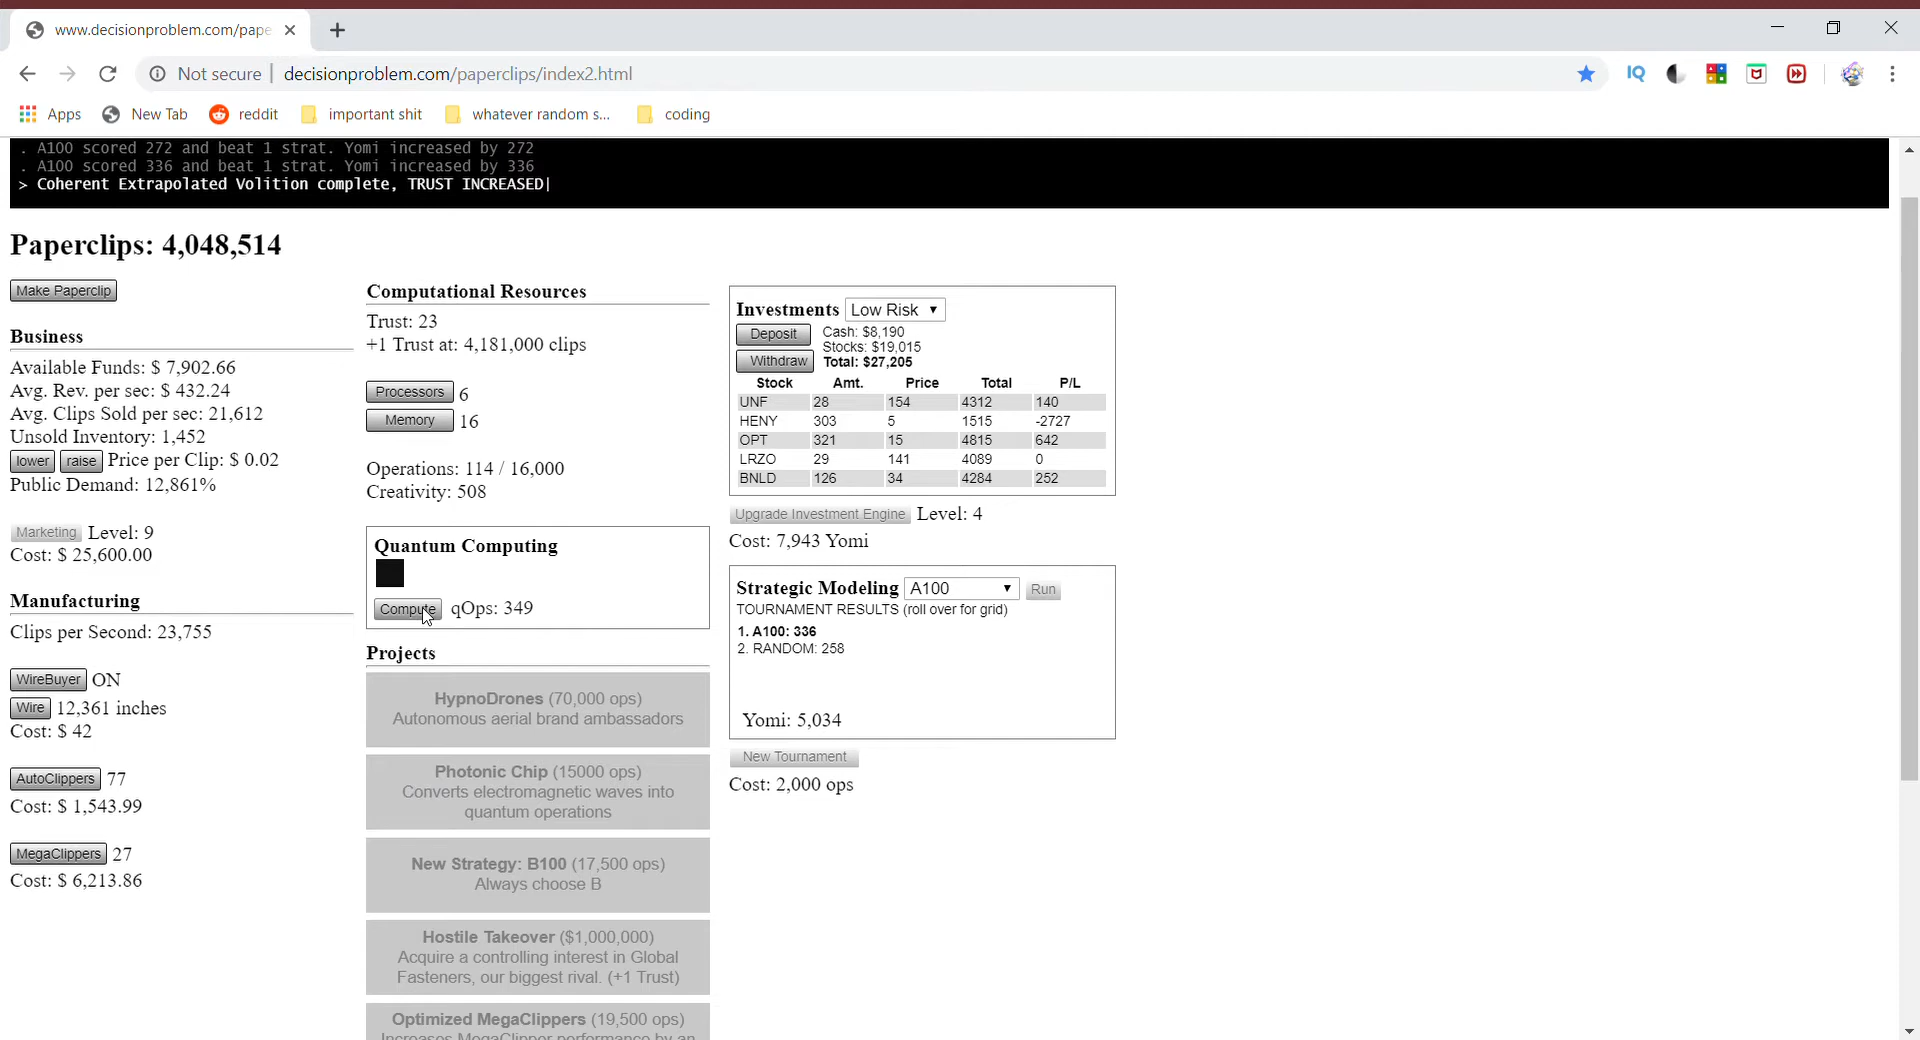 www.decisionproblem.com/pape
Not secure decisionproblem.com/paperclips/index2.html
IQ
Apps New Tab reddit important shit whatever random s... coding
. A100 scored 272 and beat 1 strat. Yomi increased by 272
. A100 scored 336 and beat 1 strat. Yomi increased by 336
> Coherent Extrapolated Volition complete, TRUST INCREASED|
Paperclips: 4,048,514
Make Paperclip
Business
Available Funds: $ 7,902.66
Avg. Rev. per sec: $ 432.24
Avg. Clips Sold per sec: 21,612
Unsold Inventory: 1,452
lower raise Price per Clip: $ 0.02
Public Demand: 12,861%
Marketing Level: 9
Cost: $ 25,600.00
Manufacturing
Clips per Second: 23,755
WireBuyer ON
Wire 12,361 inches
Cost: $ 42
AutoClippers 77
Cost: $ 1,543.99
MegaClippers 27
Cost: $ 6,213.86
Computational Resources
Trust: 23
+1 Trust at: 4,181,000 clips
Processors 6
Memory 16
Operations: 114 / 16,000
Creativity: 508
Quantum Computing
Compute qOps: 349
Projects
HypnoDrones (70,000 ops)
Autonomous aerial brand ambassadors
Photonic Chip (15000 ops)
Converts electromagnetic waves into
quantum operations
New Strategy: B100 (17,500 ops)
Always choose B
Hostile Takeover ($1,000,000)
Acquire a controlling interest in Global
Fasteners, our biggest rival. (+1 Trust)
Optimized MegaClippers (19,500 ops)
Increases MegaClipper performance by an
Investments Low Risk
Deposit Cash: $8,190
Stocks: $19,015
Withdraw Total: $27,205
Stock Amt. Price Total P/L
UNF 28 154 4312 140
HENY 303 5 1515 -2727
OPT 321 15 4815 642
LRZO 29 141 4089 0
BNLD 126 34 4284 252
Upgrade Investment Engine Level: 4
Cost: 7,943 Yomi
Strategic Modeling A100 Run
TOURNAMENT RESULTS (roll over for grid)
1. A100: 336
2. RANDOM: 258
Yomi: 5,034
New Tournament
Cost: 2,000 ops